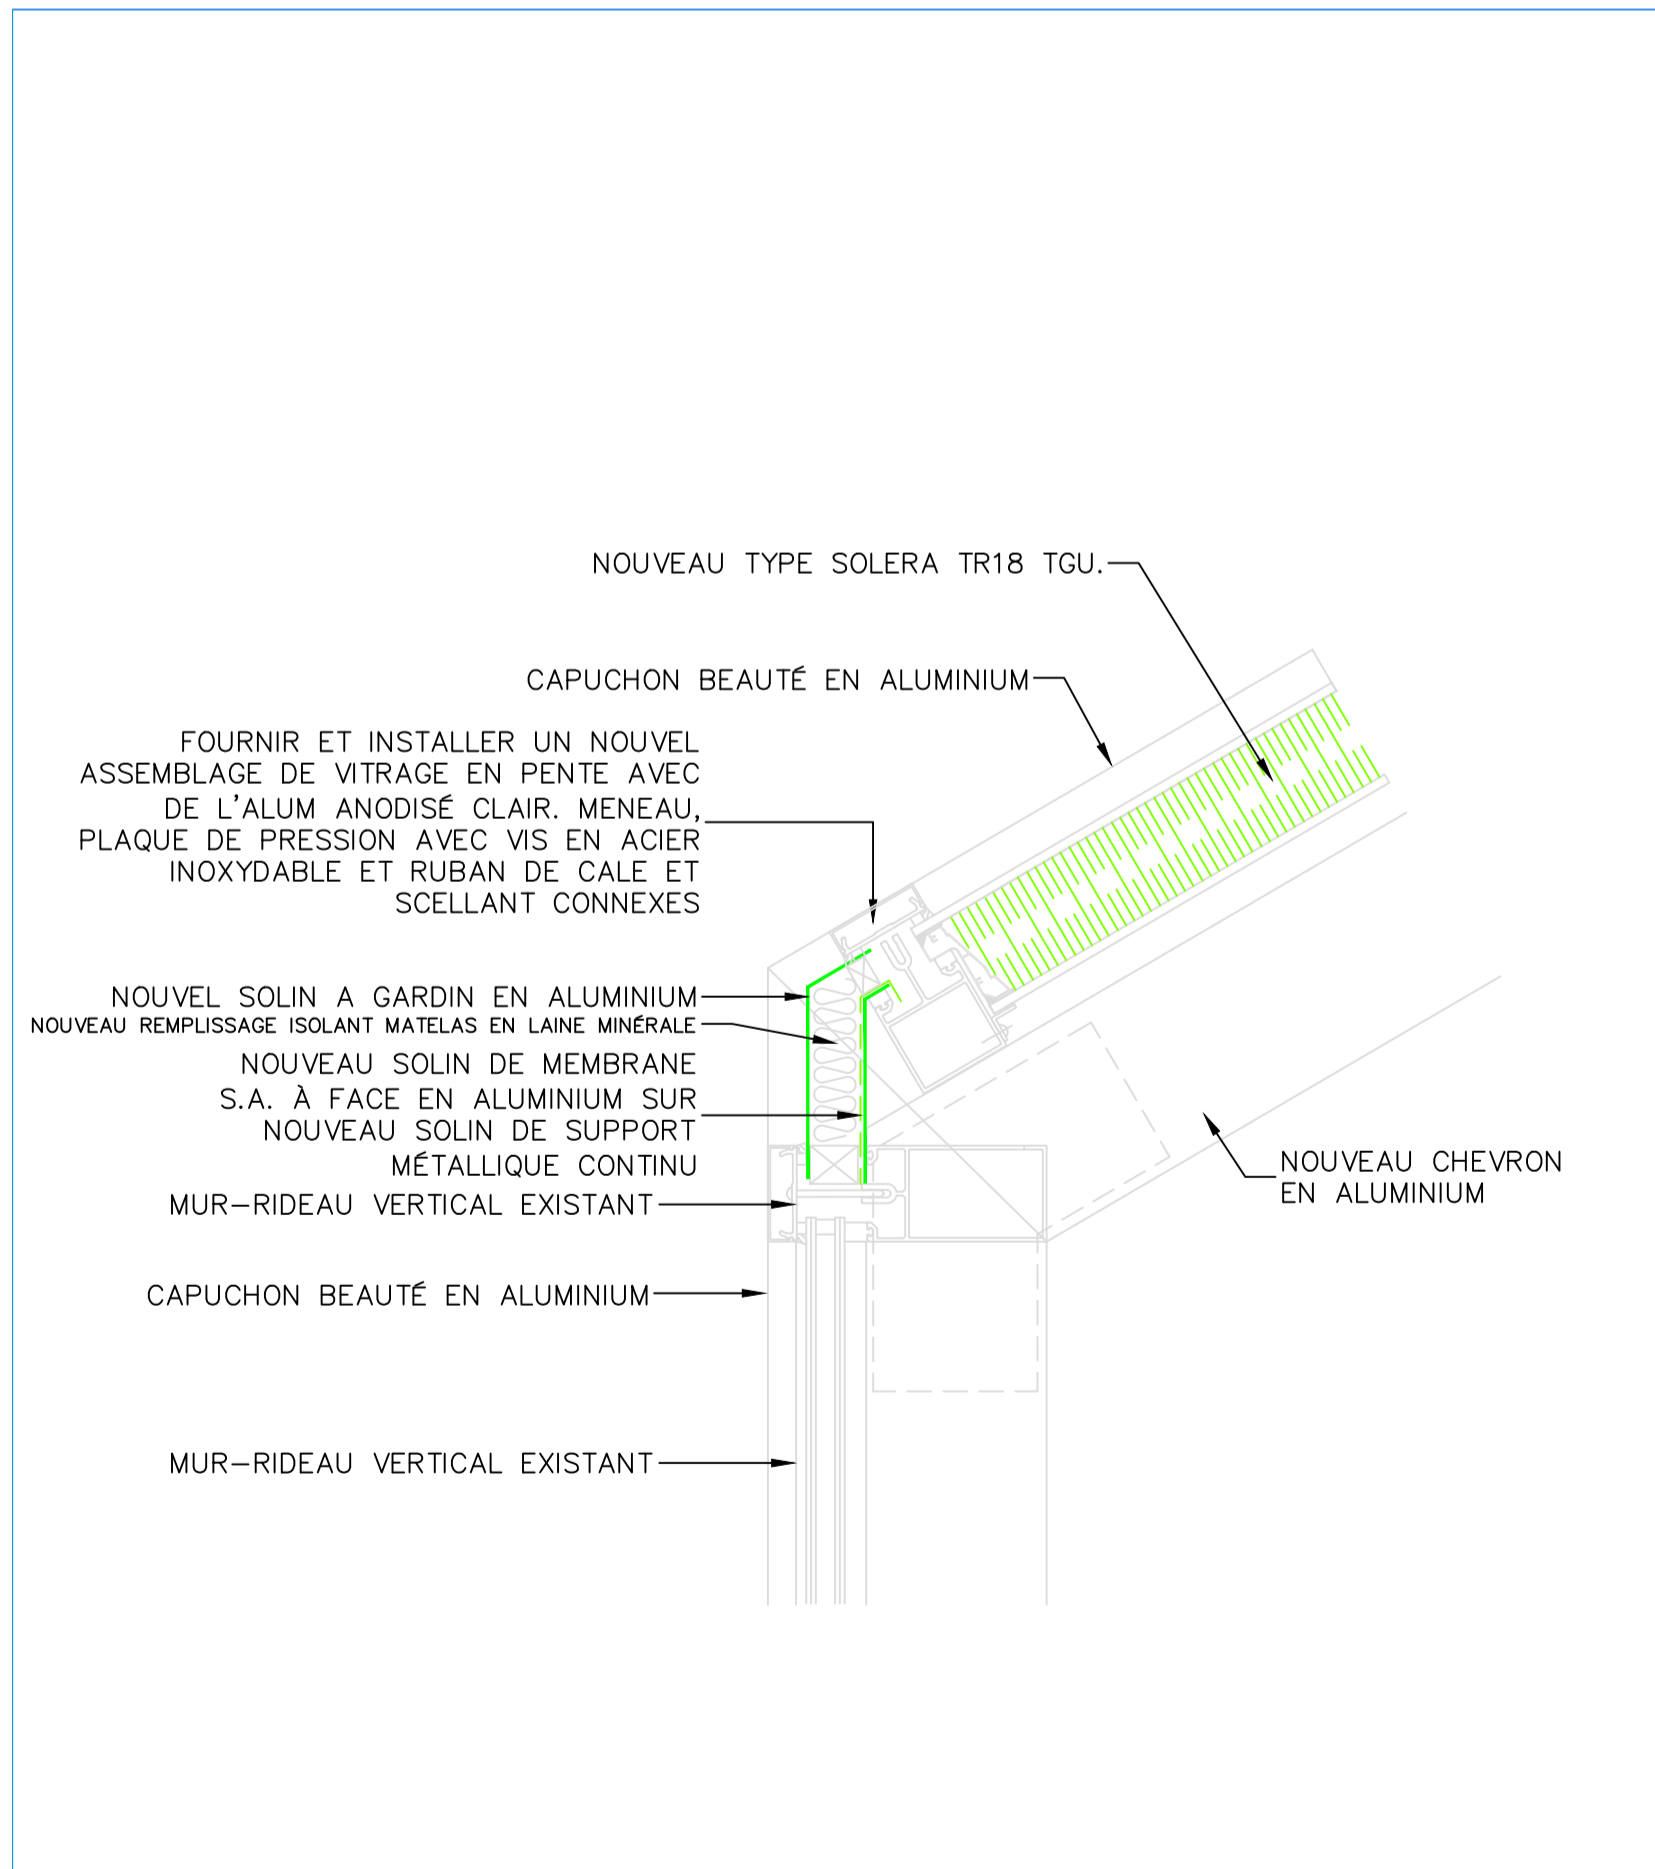 NOUVEAU TYPE SOLERA TR18 TGU.
CAPUCHON BEAUTÉ EN ALUMINIUM
FOURNIR ET INSTALLER UN NOUVEL
ASSEMBLAGE DE VITRAGE EN PENTE AVEC
DE L'ALUM ANODISÉ CLAIR. MENEAU,
PLAQUE DE PRESSION AVEC VIS EN ACIER
INOXYDABLE ET RUBAN DE CALE ET
SCELLANT CONNEXES
NOUVEL SOLIN A GARDIN EN ALUMINIUM
NOUVEAU REMPLISSAGE ISOLANT MATELAS EN LAINE MINÉRALE
NOUVEAU SOLIN DE MEMBRANE
S.A. À FACE EN ALUMINIUM SUR
NOUVEAU SOLIN DE SUPPORT
MÉTALLIQUE CONTINU
NOUVEAU CHEVRON
EN ALUMINIUM
MUR-RIDEAU VERTICAL EXISTANT
CAPUCHON BEAUTÉ EN ALUMINIUM
MUR-RIDEAU VERTICAL EXISTANT